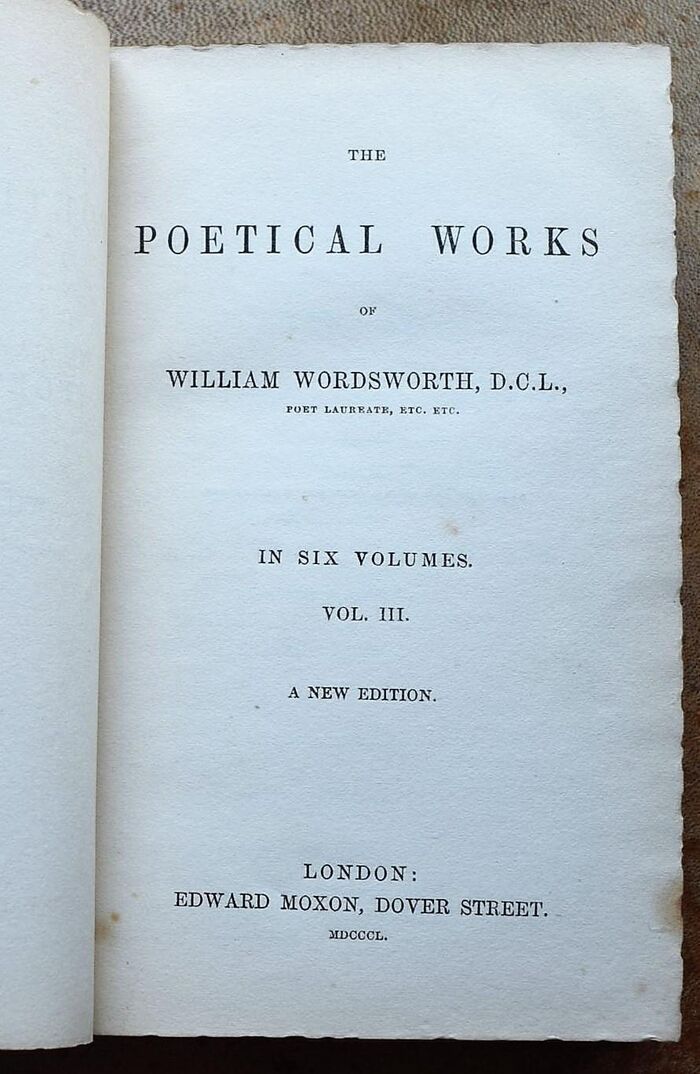 THE
POETICAL WORKS
OF
WILLIAM WORDSWORTH, D.C.L.,
POET LAUREATE, ETC. ETC.
IN SIX VOLUMES.
VOL. III.
A NEW EDITION.
LONDON:
EDWARD MOXON, DOVER STREET.
MDCCCL.